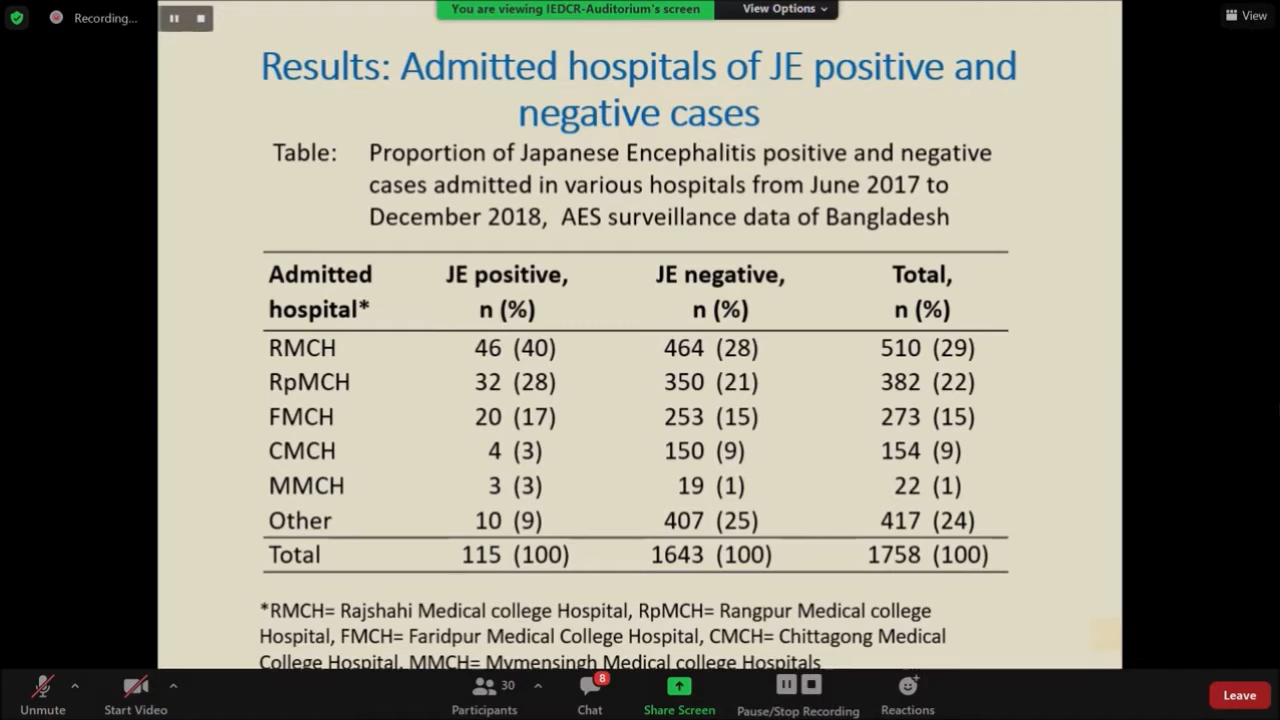 Recording...
You are viewing IEDCR-Auditorium's screen
View Options
View
Results: Admitted hospitals of JE positive and
negative cases
Table: Proportion of Japanese Encephalitis positive and negative
cases admitted in various hospitals from June 2017 to
December 2018, AES surveillance data of Bangladesh
Admitted JE positive, JE negative, Total,
hospital* n (%) n (%) n (%)
RMCH 46 (40) 464 (28) 510 (29)
RpMCH 32 (28) 350 (21) 382 (22)
FMCH 20 (17) 253 (15) 273 (15)
CMCH 4 (3) 150 (9) 154 (9)
MMCH 3 (3) 19 (1) 22 (1)
Other 10 (9) 407 (25) 417 (24)
Total 115 (100) 1643 (100) 1758 (100)
*RMCH= Rajshahi Medical college Hospital, RpMCH= Rangpur Medical college
Hospital, FMCH= Faridpur Medical College Hospital, CMCH= Chittagong Medical
College Hospital, MMCH= Mymensingh Medical college Hospitals
30
8
Unmute
Start Video
Participants
Chat
Share Screen
Pause/Stop Recording
Reactions
Leave